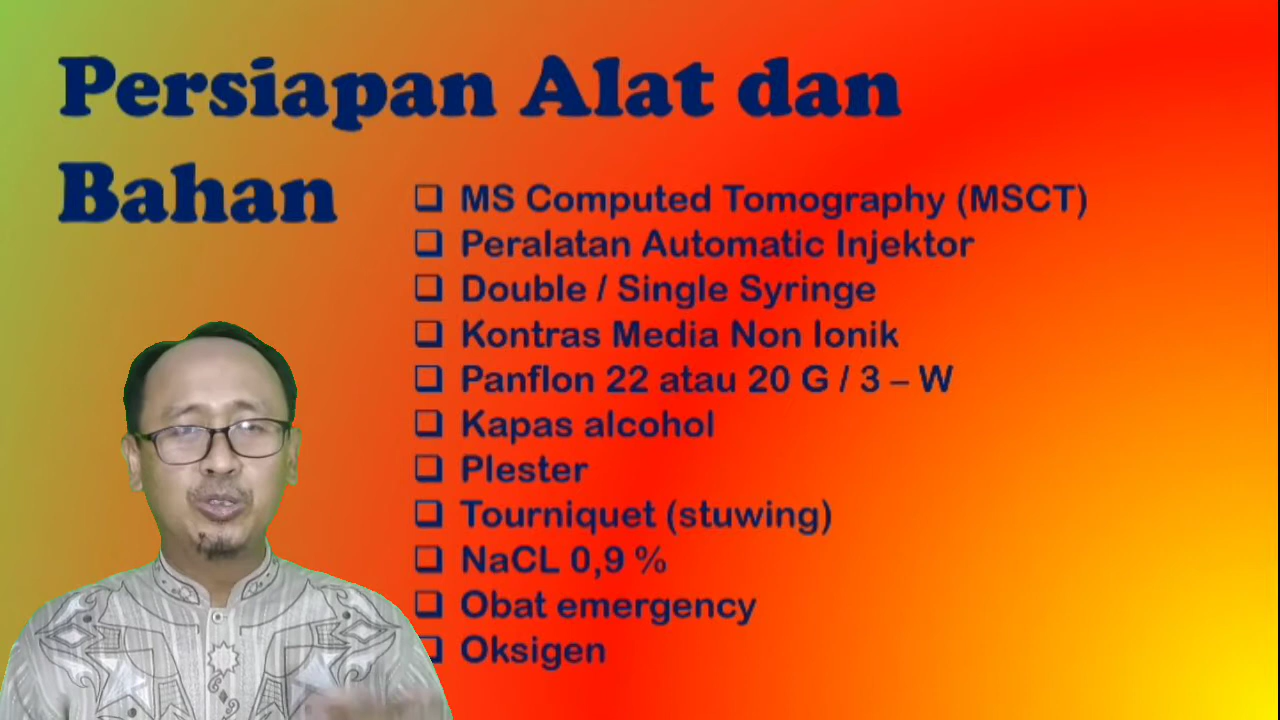 Persiapan Alat dan
Bahan
❑ MS Computed Tomography (MSCT)
❑ Peralatan Automatic Injektor
❑ Double / Single Syringe
❑ Kontras Media Non Ionik
❑ Panflon 22 atau 20 G / 3 – W
❑ Kapas alcohol
❑ Plester
❑ Tourniquet (stuwing)
❑ NaCL 0,9 %
❑ Obat emergency
❑ Oksigen